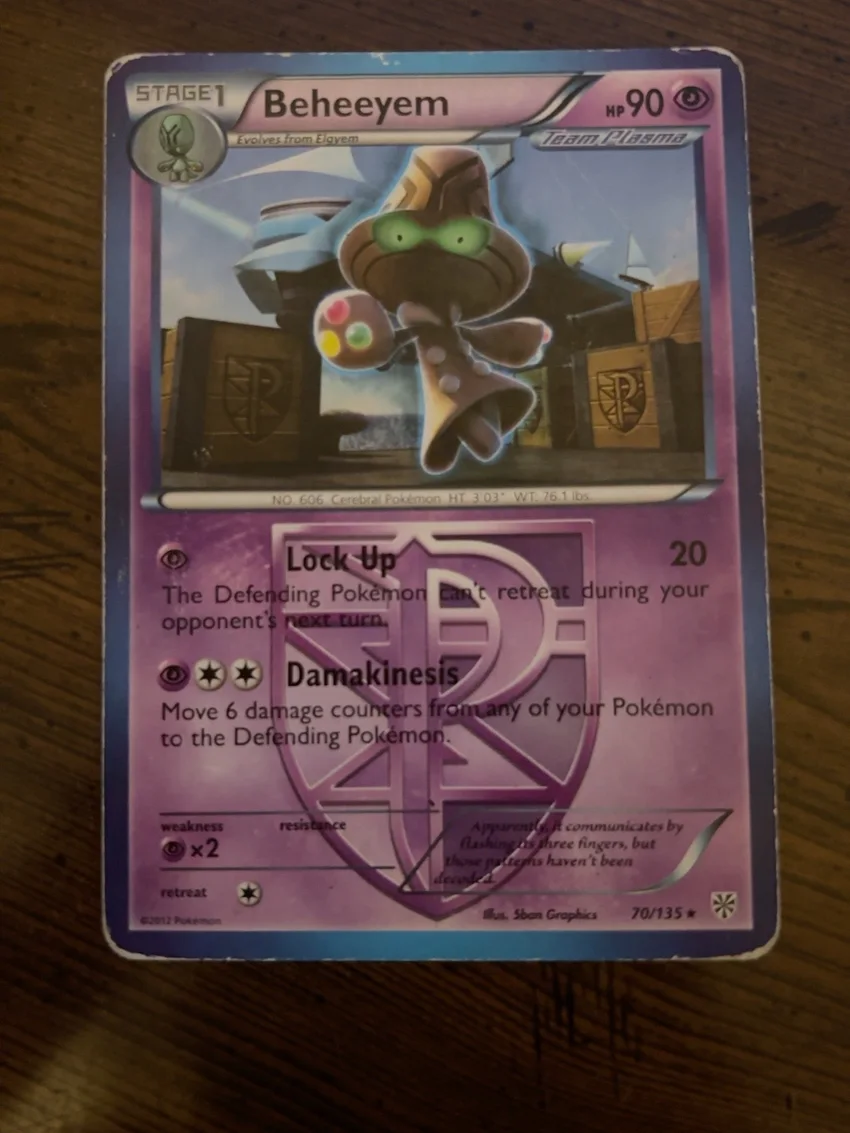 STAGE1 Beheeyem HP90
Evolves from Elgyem Team Plasma
NO. 606 Cerebral Pokémon HT: 3'03" WT: 76.1 lbs.
Lock Up 20
The Defending Pokémon can't retreat during your
opponent's next turn.
Damakinesis
Move 6 damage counters from any of your Pokémon
to the Defending Pokémon.
weakness resistance
×2
Apparently, it communicates by
flashing its three fingers, but
those patterns haven't been
decoded.
retreat
©2012 Pokémon Illus. 5ban Graphics 70/135 ★